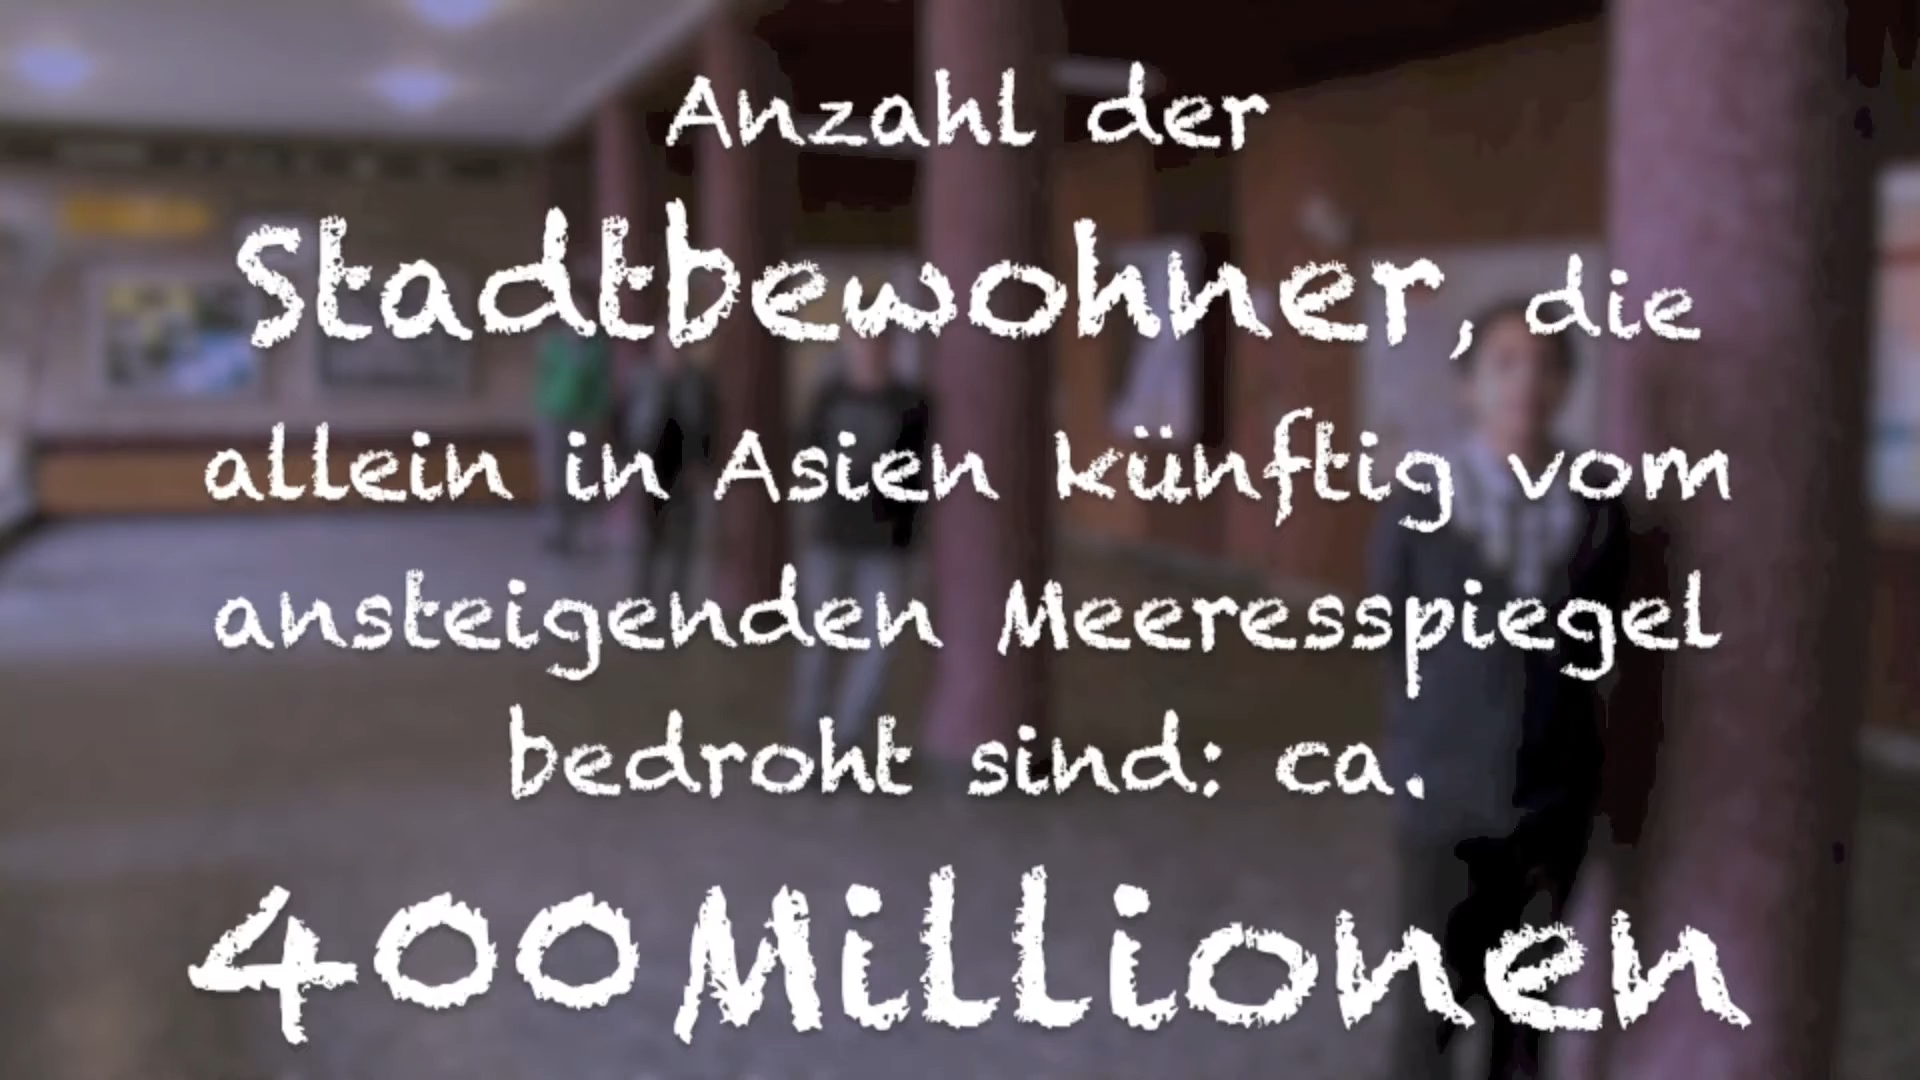 Anzahl der
Stadtbewohner, die
allein in Asien künftig vom
ansteigenden Meeresspiegel
bedroht sind: ca.
400 Millionen